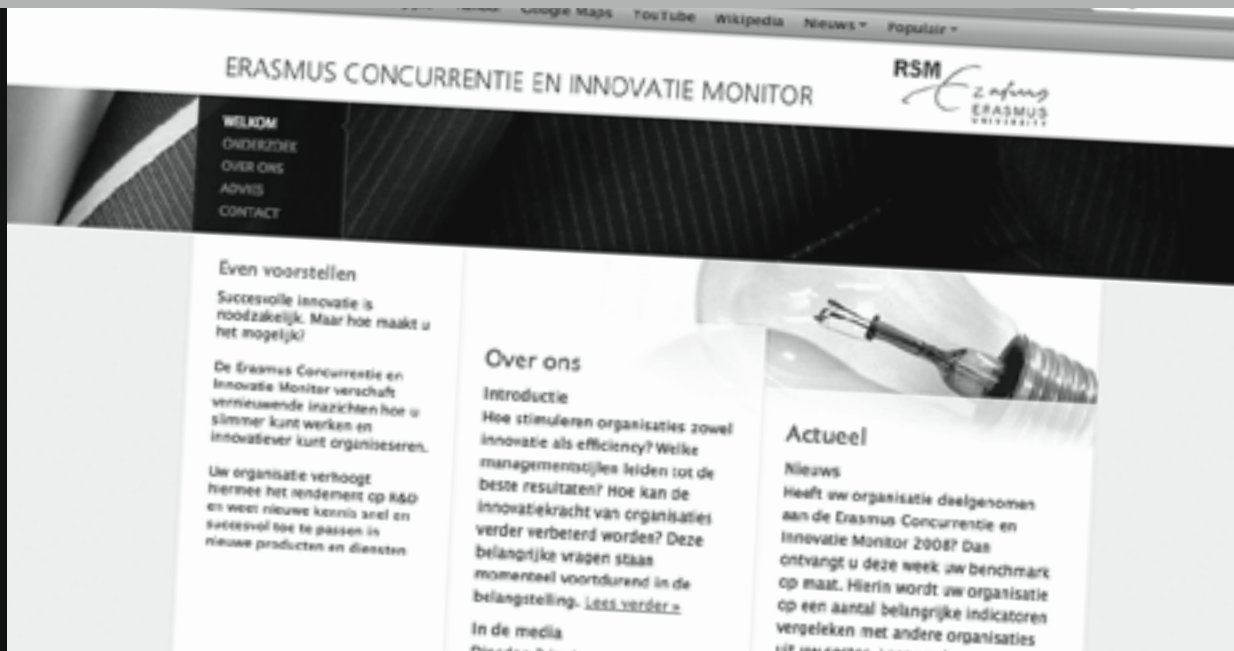 Google Maps YouTube Wikipedia Nieuws Populair
ERASMUS CONCURRENTIE EN INNOVATIE MONITOR
RSM
Erasmus
ERASMUS
UNIVERSITY
WELKOM
ONDERZOEK
OVER ONS
ADVIES
CONTACT
Even voorstellen
Succesvolle innovatie is
noodzakelijk. Maar hoe maakt u
het mogelijk?
De Erasmus Concurrentie en
Innovatie Monitor verschaft
vernieuwende inzichten hoe u
slimmer kunt werken en
innovatiever kunt organiseseren.
Uw organisatie verhoogt
hiermee het rendement op R&D
en weet nieuwe kennis snel en
succesvol toe te passen in
nieuwe producten en diensten
Over ons
Introductie
Hoe stimuleren organisaties zowel
innovatie als efficiency? Welke
managementstijlen leiden tot de
beste resultaten? Hoe kan de
innovatiekracht van organisaties
verder verbeterd worden? Deze
belangrijke vragen staan
momenteel voortdurend in de
belangstelling. Lees verder »
In de media
Actueel
Nieuws
Heeft uw organisatie deelgenomen
aan de Erasmus Concurrentie en
Innovatie Monitor 2008? Dan
ontvangt u deze week uw benchmark
op maat. Hierin wordt uw organisatie
op een aantal belangrijke indicatoren
vergeleken met andere organisaties